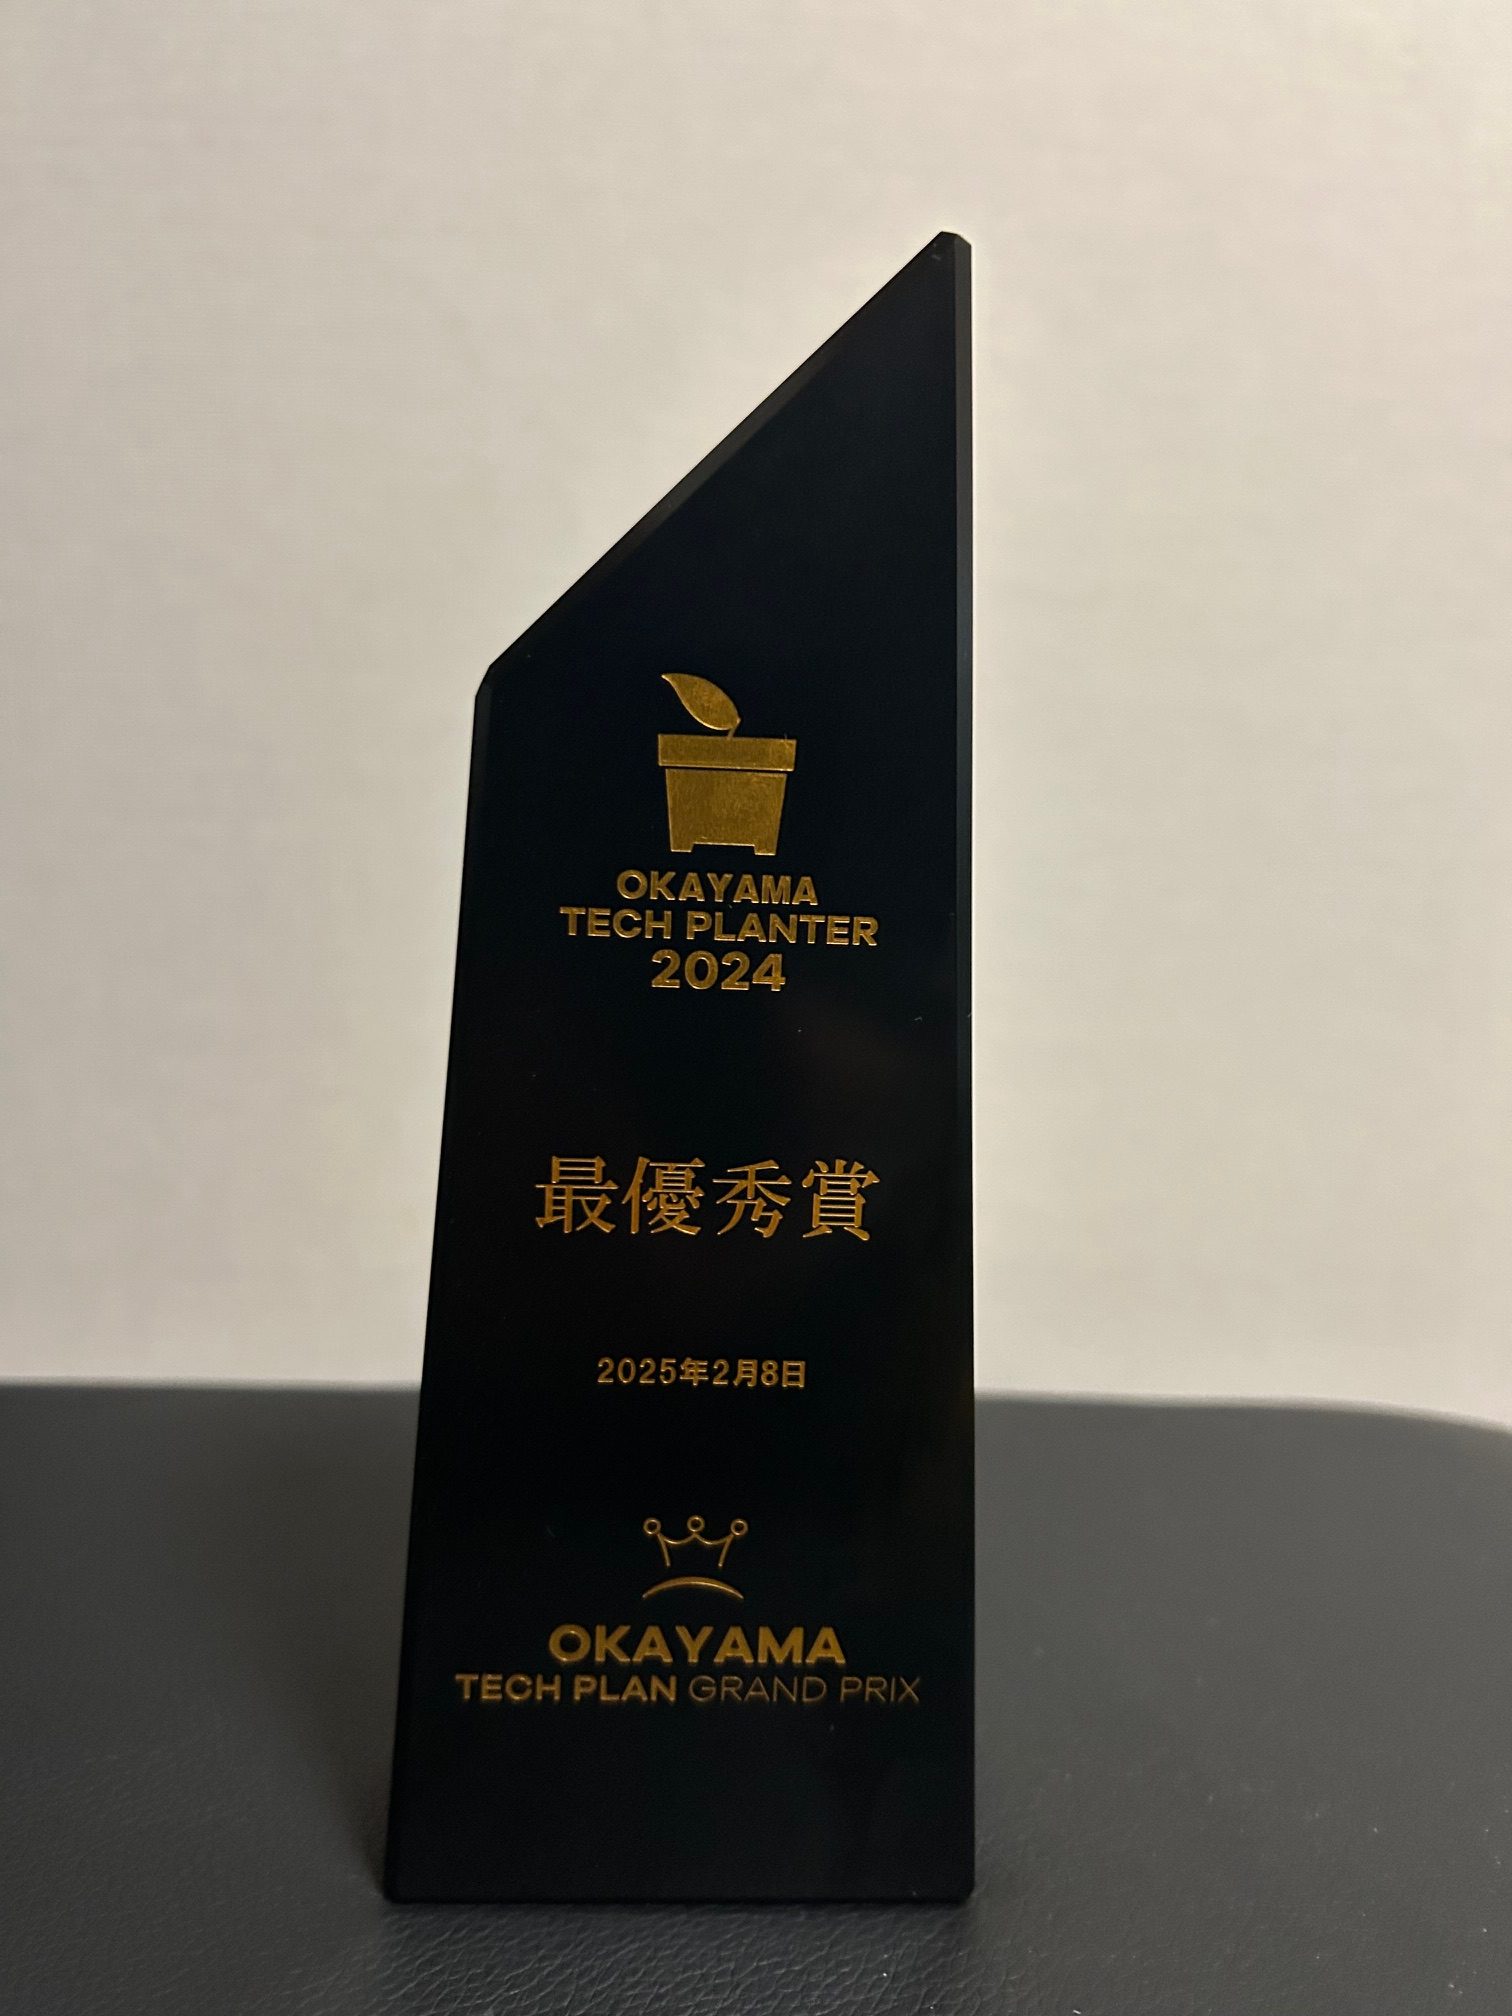 OKAYAMA
TECH PLANTER
2024
最優秀賞
2025年2月8日
OKAYAMA
TECH PLAN GRAND PRIX